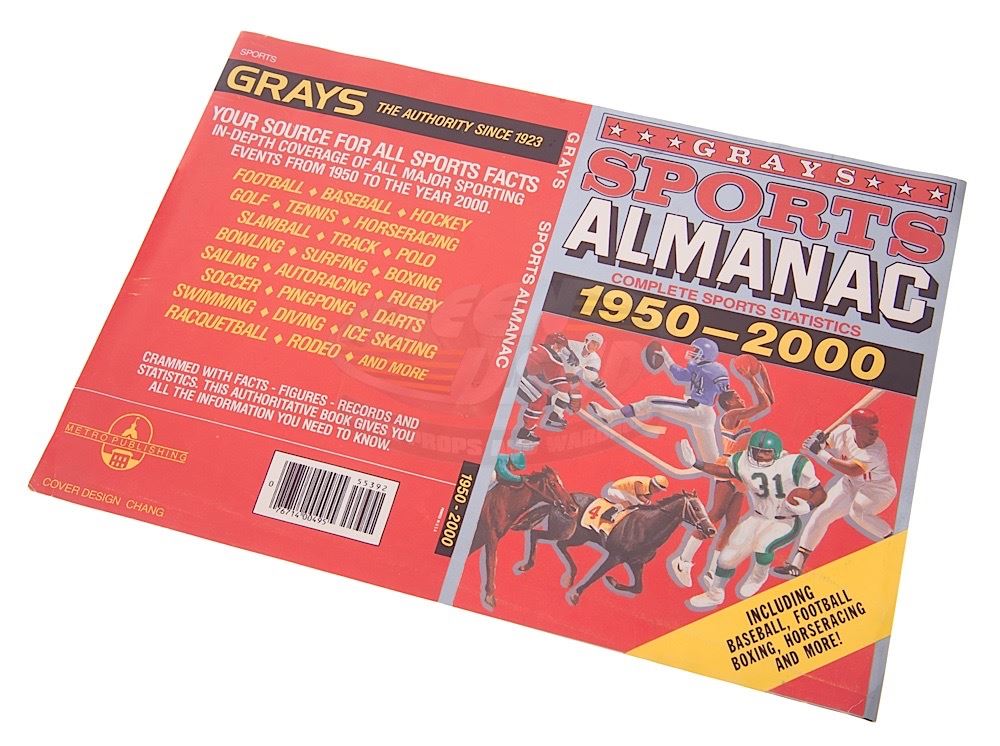 SPORTS
GRAYS THE AUTHORITY SINCE 1923
YOUR SOURCE FOR ALL SPORTS FACTS
IN-DEPTH COVERAGE OF ALL MAJOR SPORTING
EVENTS FROM 1950 TO THE YEAR 2000.
FOOTBALL ♦ BASEBALL ♦ HOCKEY
GOLF ♦ TENNIS ♦ HORSERACING
SLAMBALL ♦ TRACK ♦ POLO
BOWLING ♦ SURFING ♦ BOXING
SAILING ♦ AUTORACING ♦ RUGBY
SOCCER ♦ PINGPONG ♦ DARTS
SWIMMING ♦ DIVING ♦ ICE SKATING
RACQUETBALL ♦ RODEO ♦ AND MORE
CRAMMED WITH FACTS - FIGURES - RECORDS AND
STATISTICS. THIS AUTHORITATIVE BOOK GIVES YOU
ALL THE INFORMATION YOU NEED TO KNOW.
METRO PUBLISHING
COVER DESIGN CHANG
55392
0 76714 00495
GRAYS SPORTS ALMANAC 1950-2000
★ ★ ★ GRAYS ★ ★ ★
SPORTS
ALMANAC
COMPLETE SPORTS STATISTICS
1950-2000
31
4
INCLUDING
BASEBALL, FOOTBALL
BOXING, HORSERACING
AND MORE!